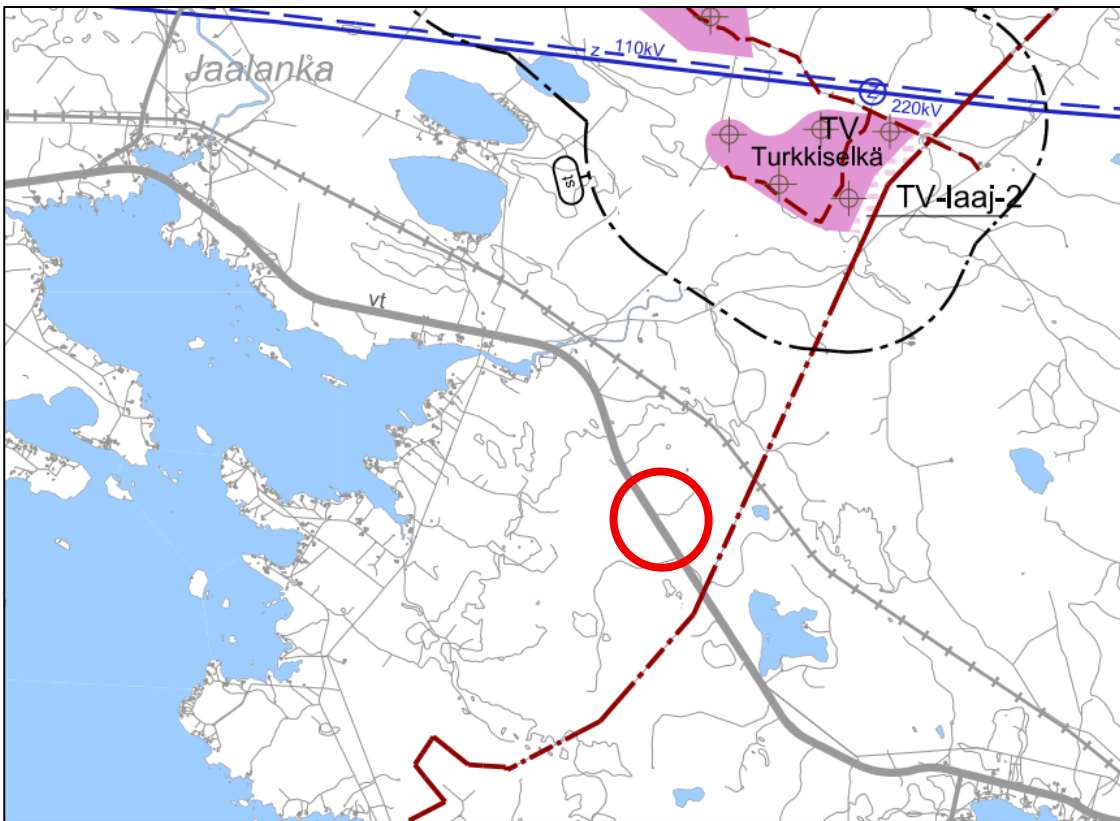 z 110kV
Jaalanka
Z
220kV
TV
Turkkiselkä
st
TV-laaj-2
vt